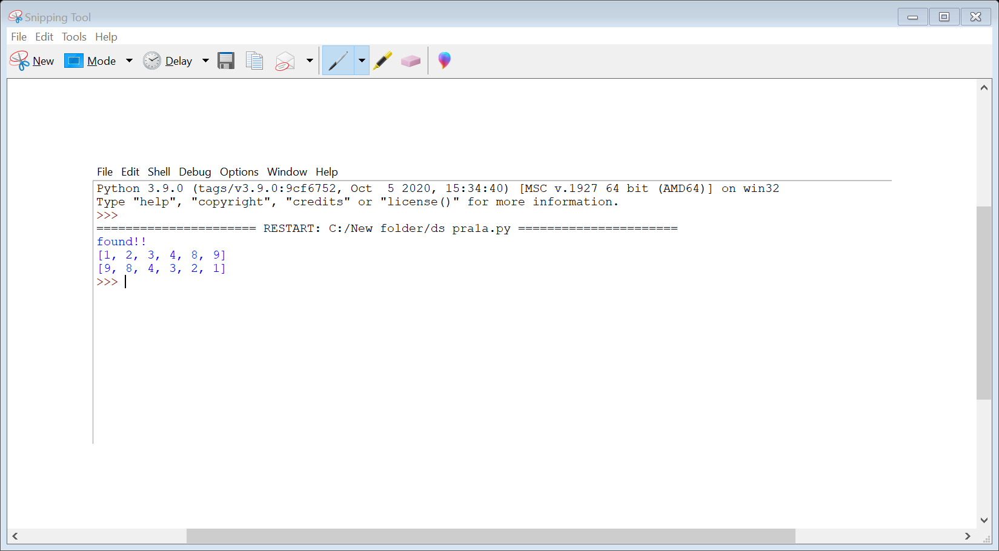 Snipping Tool
File Edit Tools Help
New Mode Delay
File Edit Shell Debug Options Window Help
Python 3.9.0 (tags/v3.9.0:9cf6752, Oct  5 2020, 15:34:40) [MSC v.1927 64 bit (AMD64)] on win32
Type "help", "copyright", "credits" or "license()" for more information.
>>>
====================== RESTART: C:/New folder/ds pra1a.py ======================
found!!
[1, 2, 3, 4, 8, 9]
[9, 8, 4, 3, 2, 1]
>>>